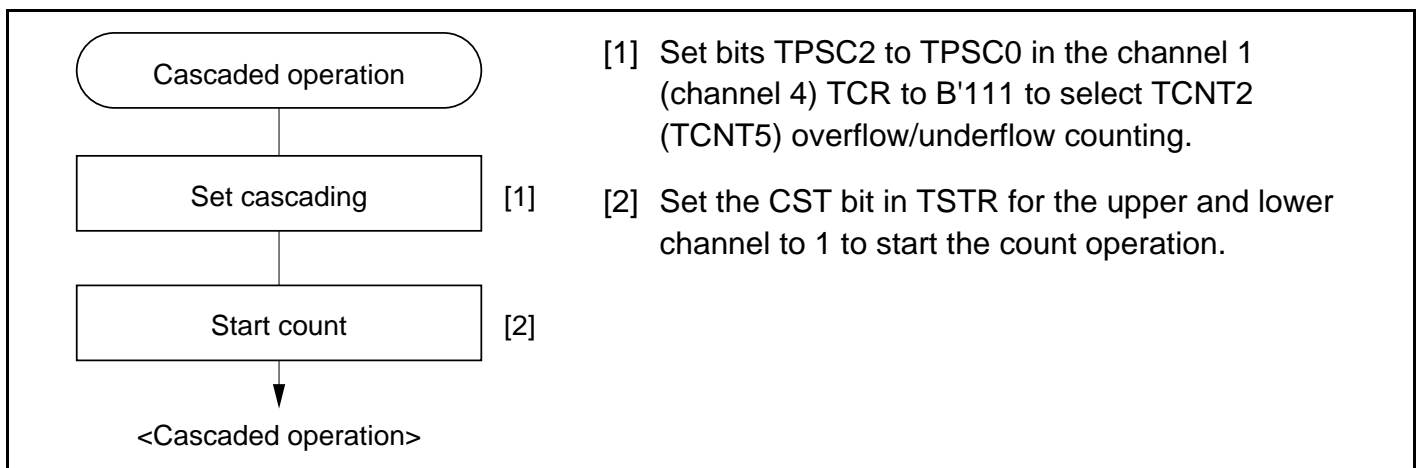 Cascaded operation
Set cascading
[1]
Start count
[2]
<Cascaded operation>
[1] Set bits TPSC2 to TPSC0 in the channel 1
(channel 4) TCR to B'111 to select TCNT2
(TCNT5) overflow/underflow counting.
[2] Set the CST bit in TSTR for the upper and lower
channel to 1 to start the count operation.